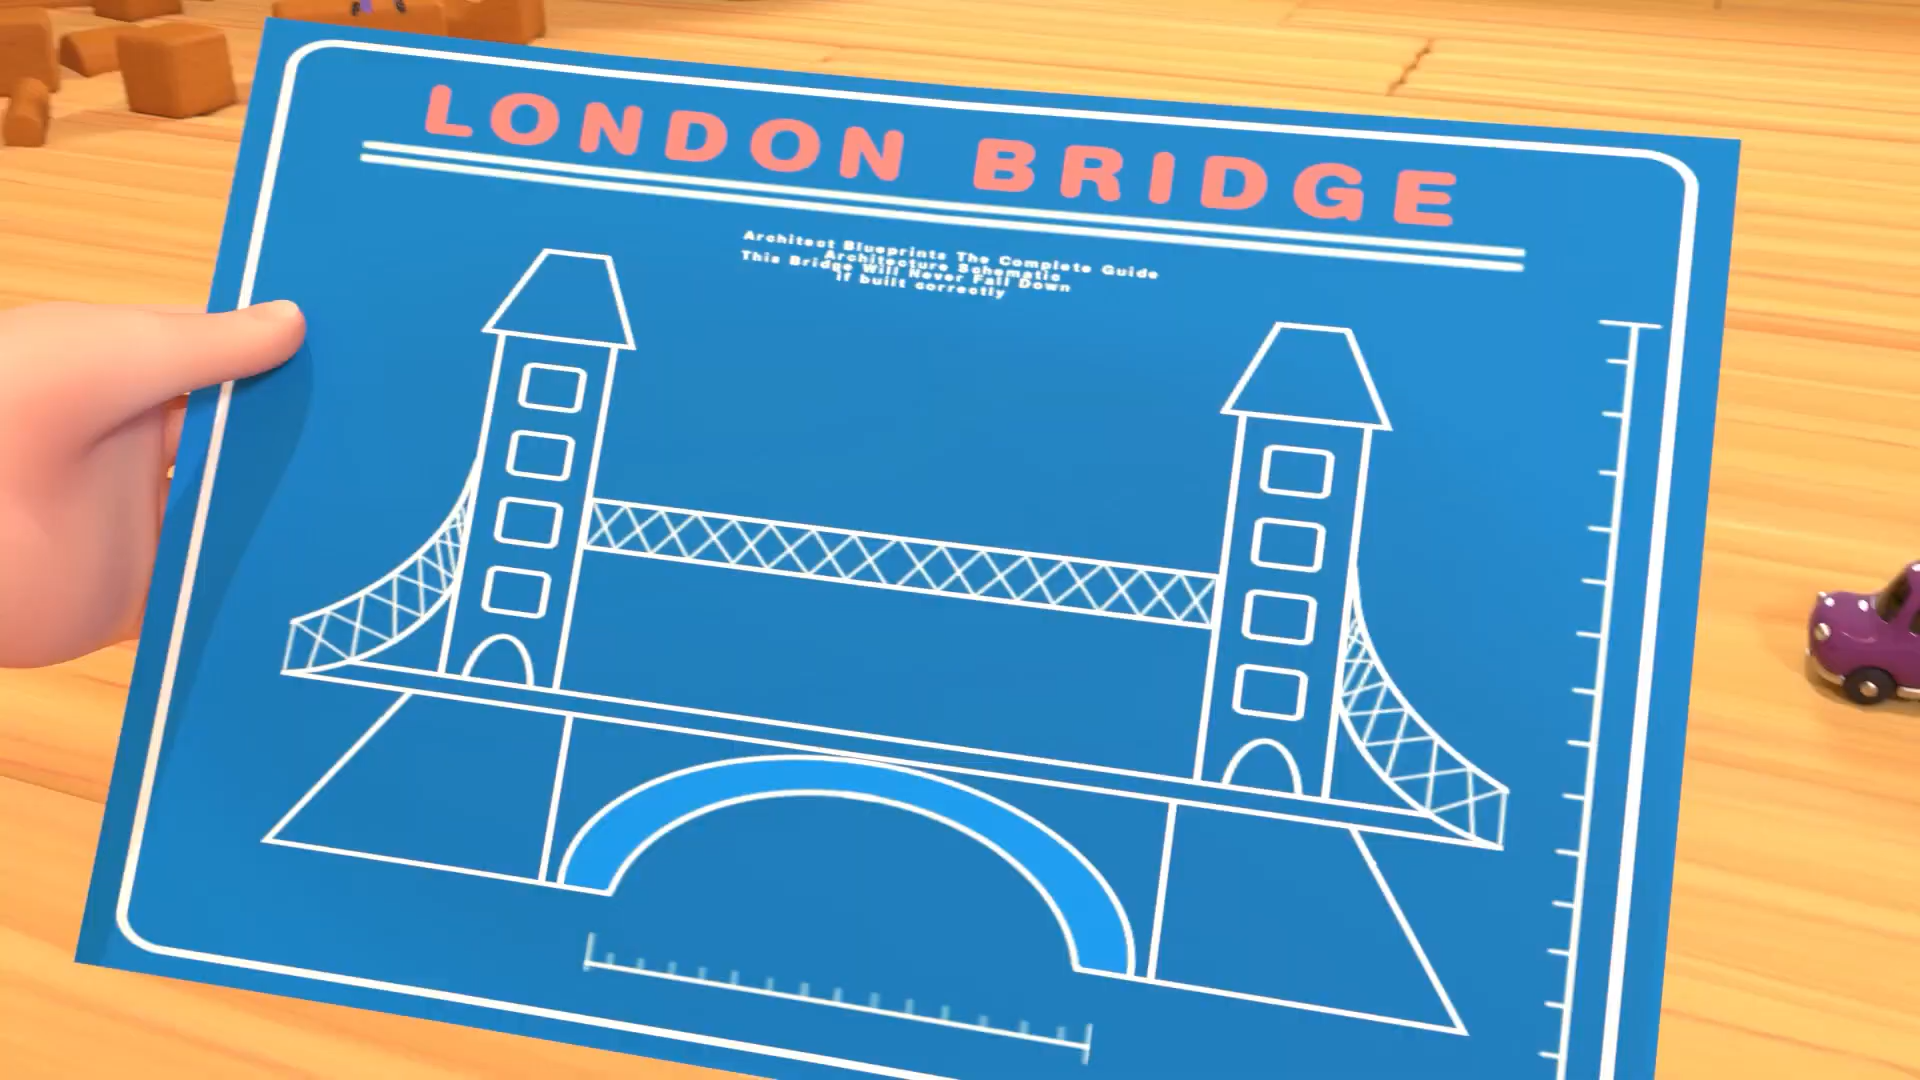 LONDON BRIDGE
Architect Blueprints The Complete Guide
Architecture Schematic
This Bridge Will Never Fall Down
if built correctly